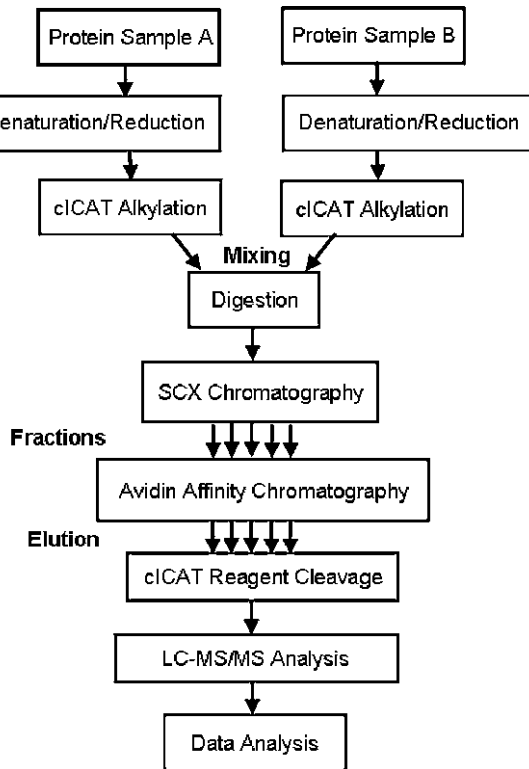 Protein Sample A
Protein Sample B
enaturation/Reduction
Denaturation/Reduction
cICAT Alkylation
cICAT Alkylation
Mixing
Digestion
SCX Chromatography
Fractions
Avidin Affinity Chromatography
Elution
cICAT Reagent Cleavage
LC-MS/MS Analysis
Data Analysis